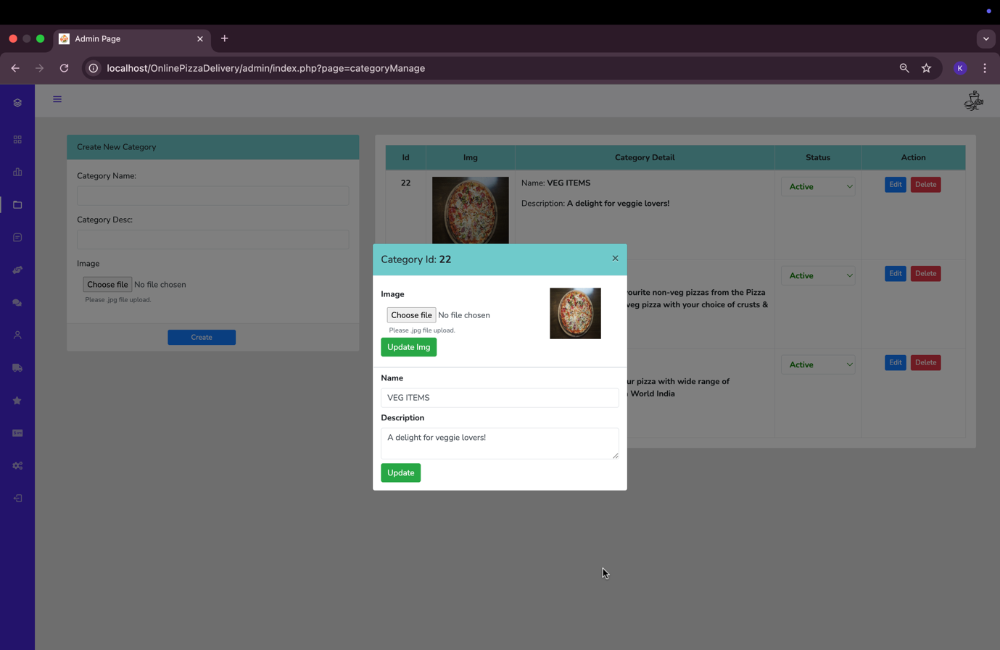 Admin Page
localhost/OnlinePizzaDelivery/admin/index.php?page=categoryManage
K
Create New Category
Category Name:
Category Desc:
Image
Choose file No file chosen
Please .jpg file upload.
Create
Id Img Category Detail Status Action
22
Name: VEG ITEMS
Description: A delight for veggie lovers!
Active
Edit Delete
ourite non-veg pizzas from the Pizza
veg pizza with your choice of crusts &
Active
Edit Delete
ur pizza with wide range of
World India
Active
Edit Delete
Category Id: 22
Image
Choose file No file chosen
Please .jpg file upload.
Update Img
Name
VEG ITEMS
Description
A delight for veggie lovers!
Update